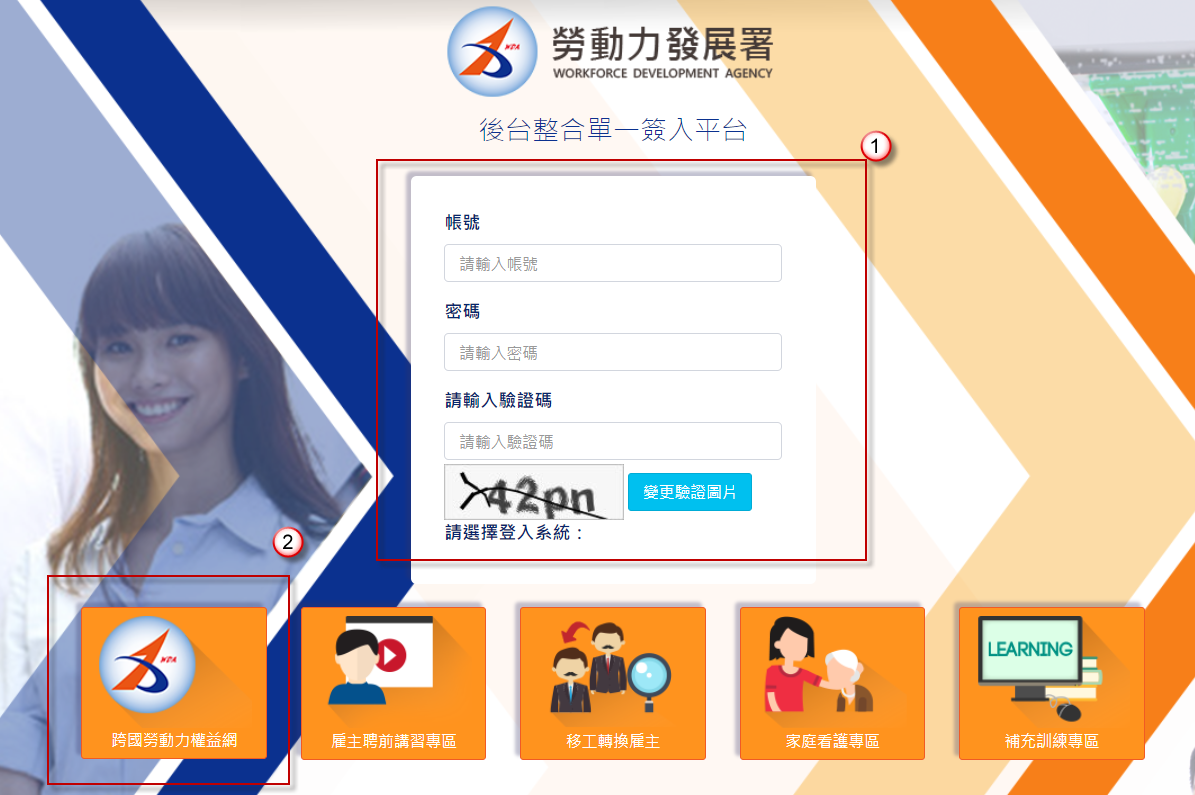 WDA
勞動力發展署
WORKFORCE DEVELOPMENT AGENCY
後台整合單一簽入平台
1
帳號
請輸入帳號
密碼
請輸入密碼
請輸入驗證碼
請輸入驗證碼
42pn
變更驗證圖片
請選擇登入系統：
2
WDA
跨國勞動力權益網
雇主聘前講習專區
移工轉換雇主
家庭看護專區
LEARNING
補充訓練專區